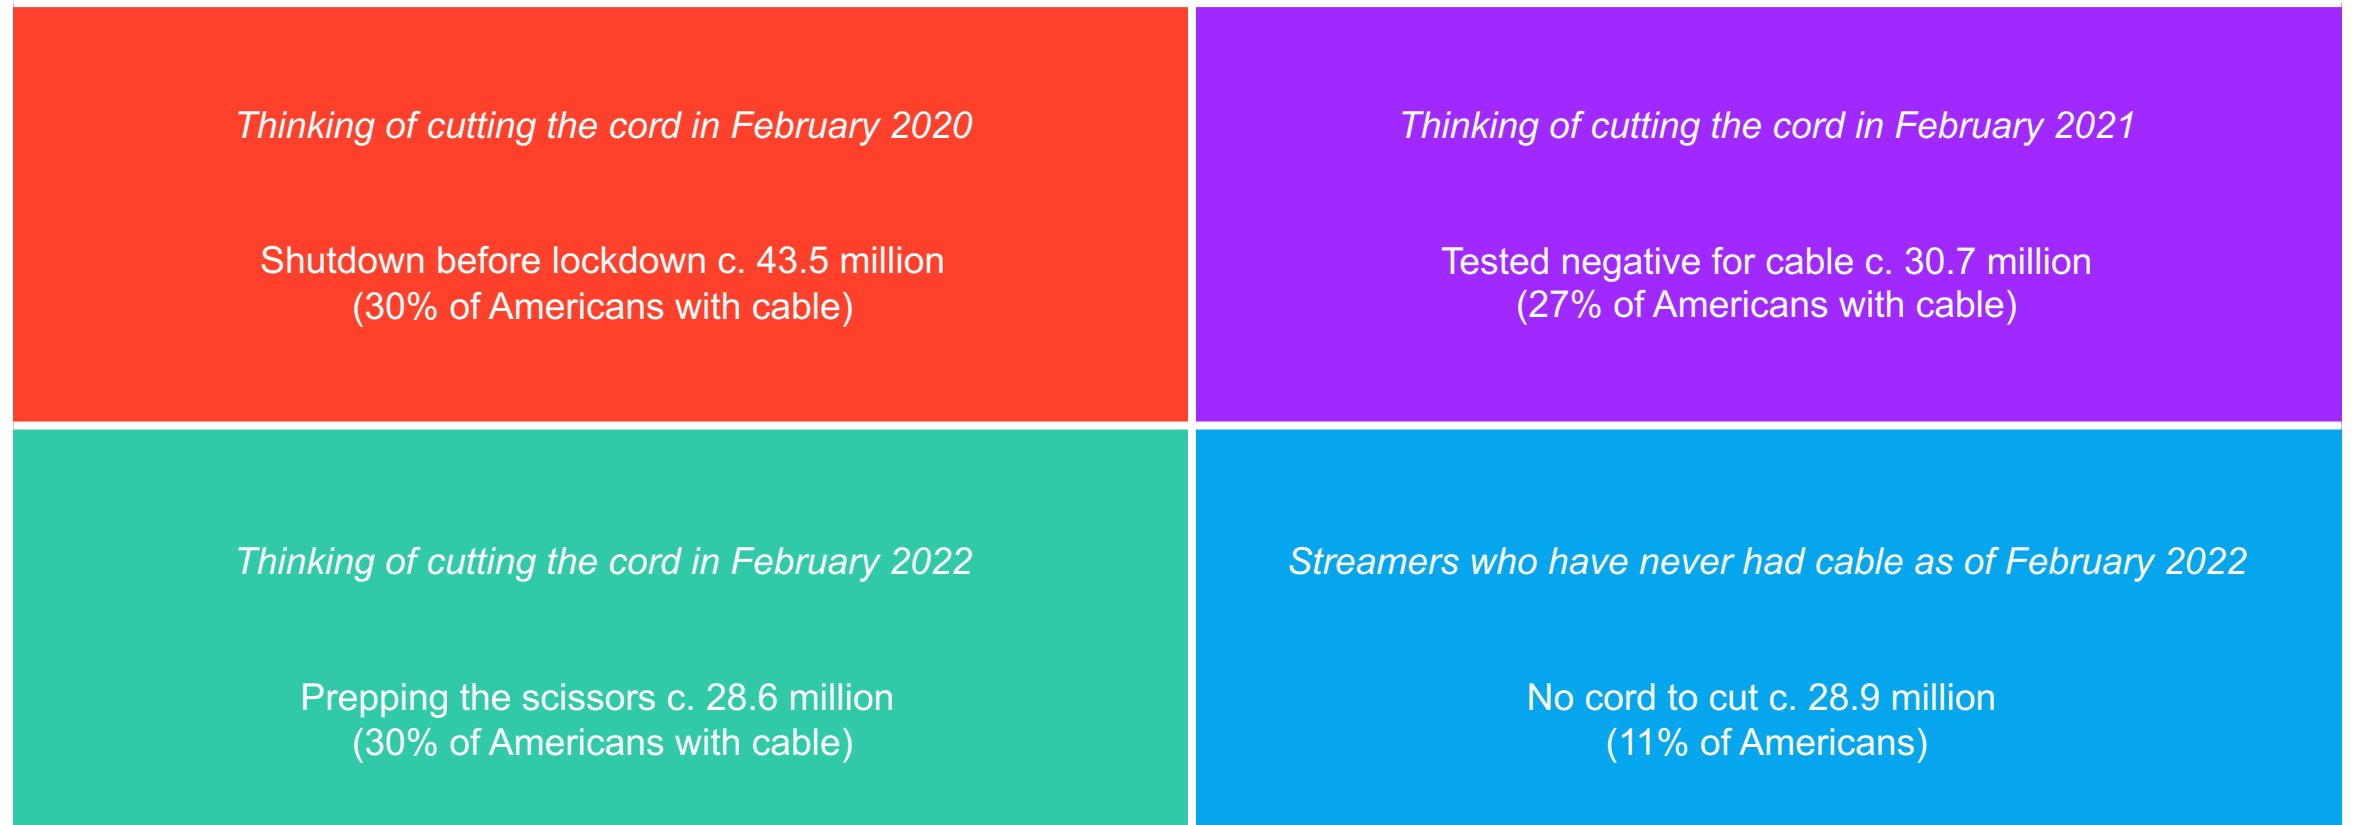 Thinking of cutting the cord in February 2020
Shutdown before lockdown c. 43.5 million
(30% of Americans with cable)
Thinking of cutting the cord in February 2021
Tested negative for cable c. 30.7 million
(27% of Americans with cable)
Thinking of cutting the cord in February 2022
Prepping the scissors c. 28.6 million
(30% of Americans with cable)
Streamers who have never had cable as of February 2022
No cord to cut c. 28.9 million
(11% of Americans)